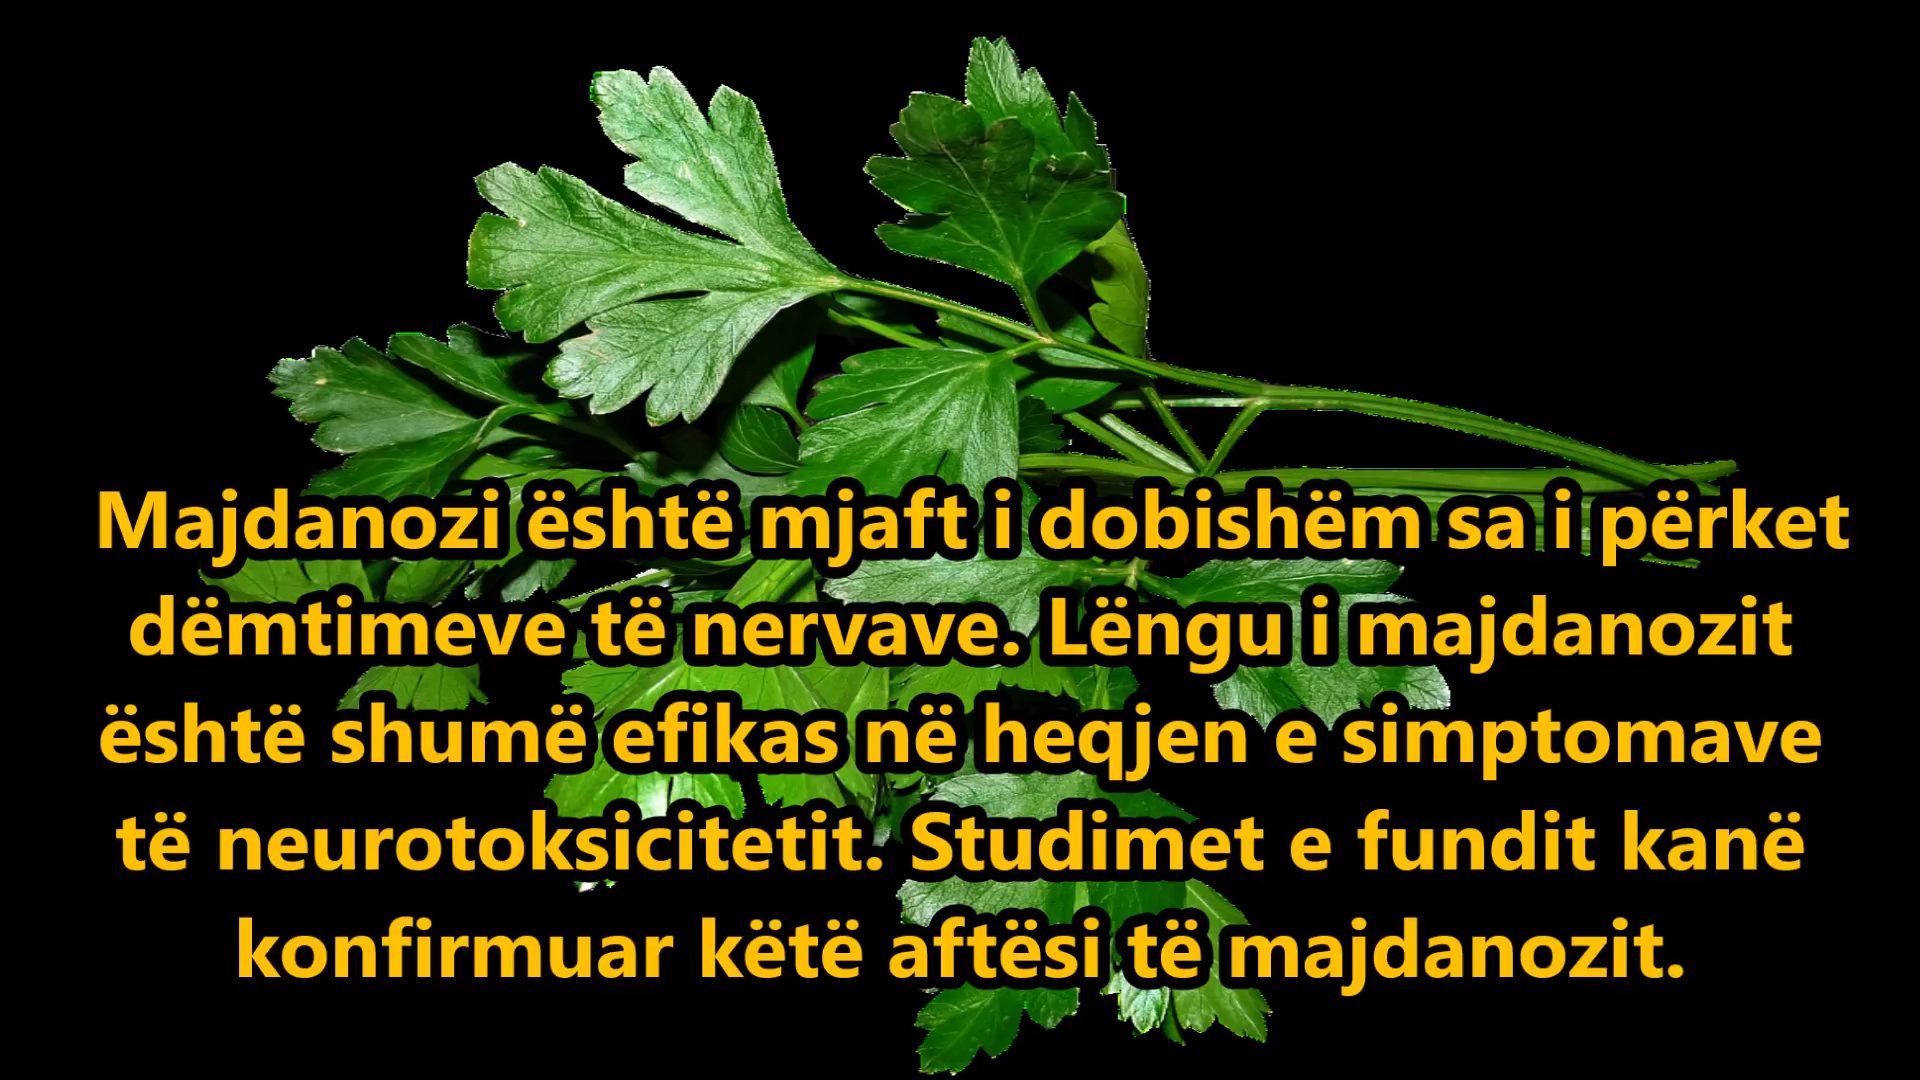 Majdanozi është mjaft i dobishëm sa i përket
dëmtimeve të nervave. Lëngu i majdanozit
është shumë efikas në heqjen e simptomave
të neurotoksicitetit. Studimet e fundit kanë
konfirmuar këtë aftësi të majdanozit.